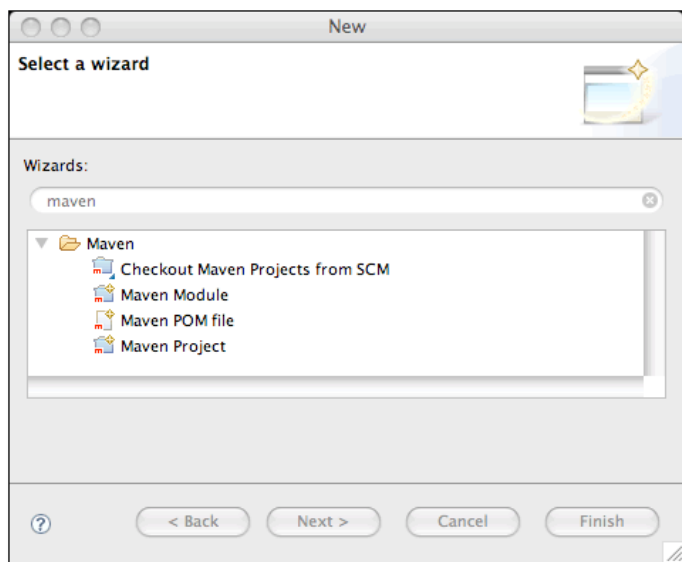 New
Select a wizard
Wizards:
maven
Maven
Checkout Maven Projects from SCM
Maven Module
Maven POM file
Maven Project
? < Back Next > Cancel Finish